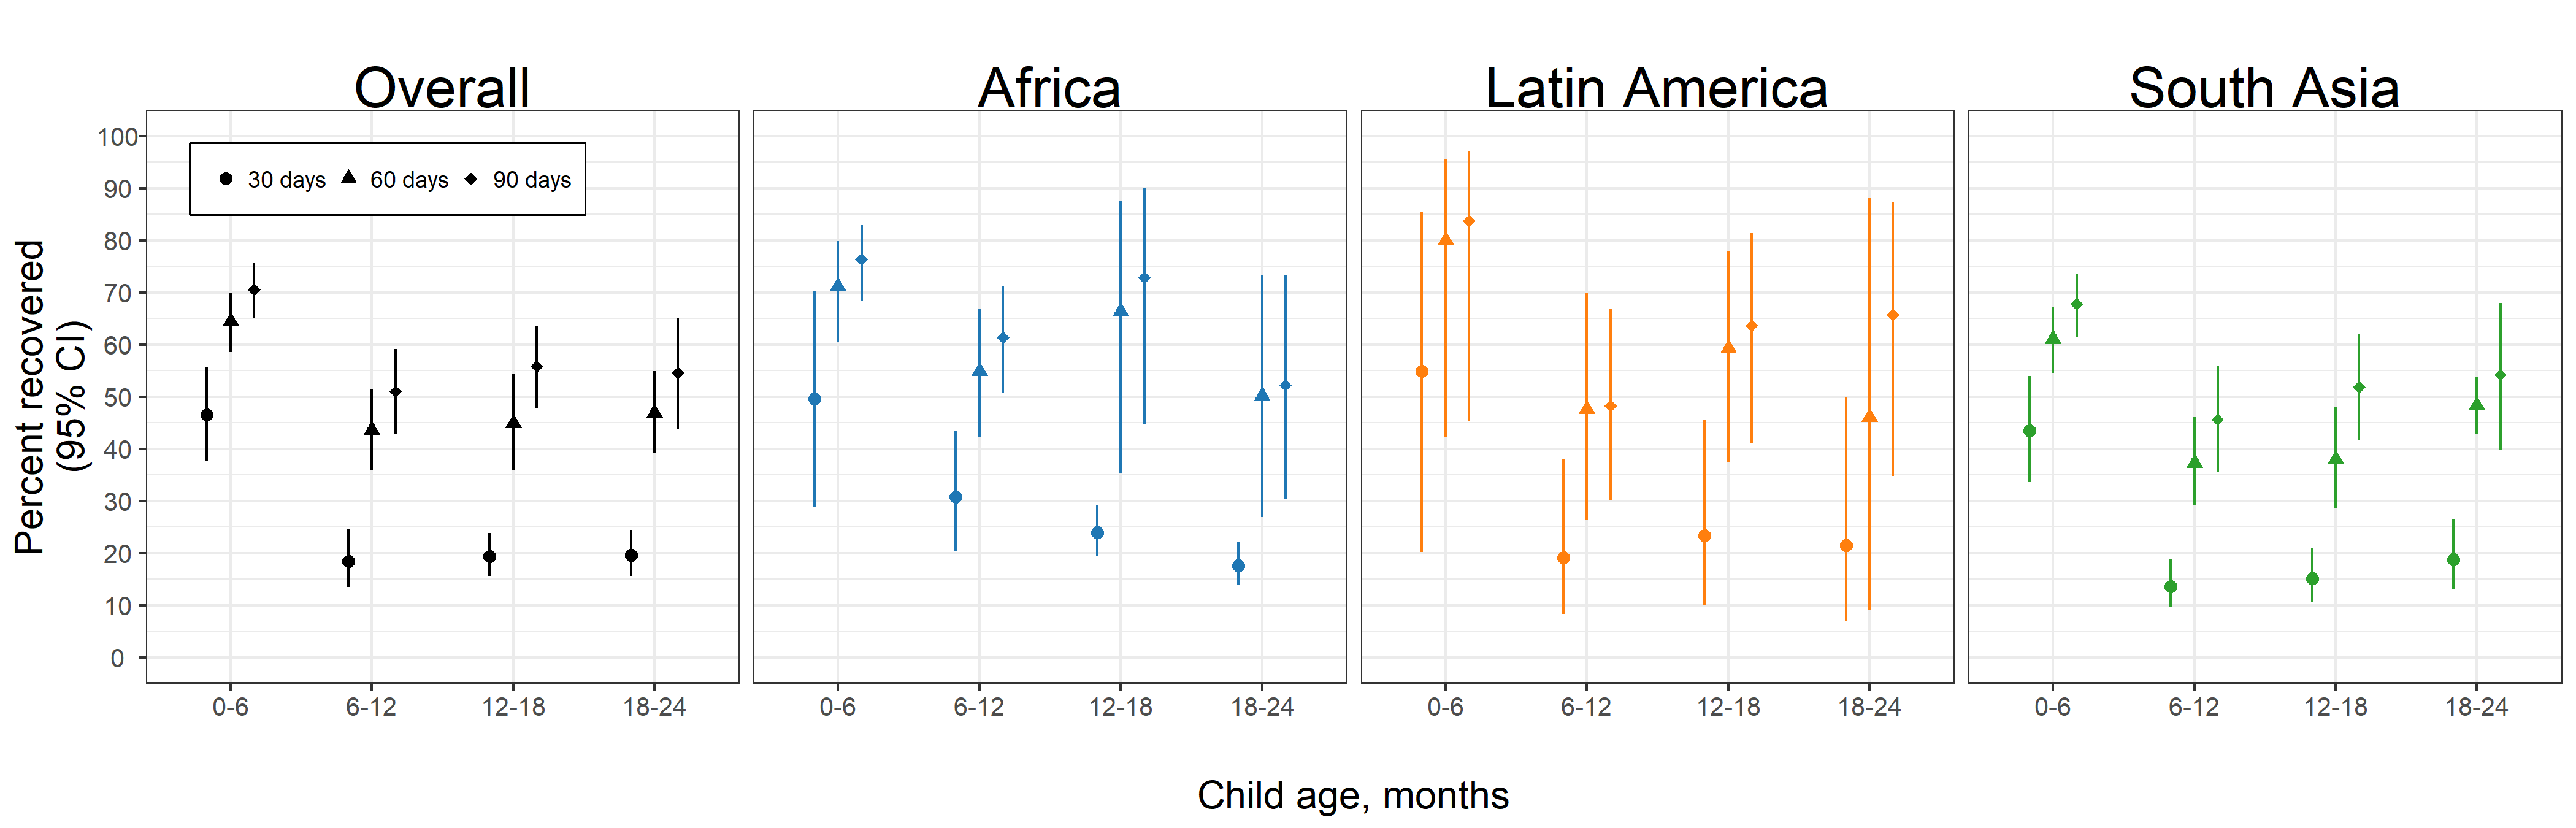 Overall
Africa
Latin America
South Asia
Percent recovered
(95% CI)
100
90
80
70
60
50
40
30
20
10
0
30 days
60 days
90 days
0-6
6-12
12-18
18-24
0-6
6-12
12-18
18-24
0-6
6-12
12-18
18-24
0-6
6-12
12-18
18-24
Child age, months